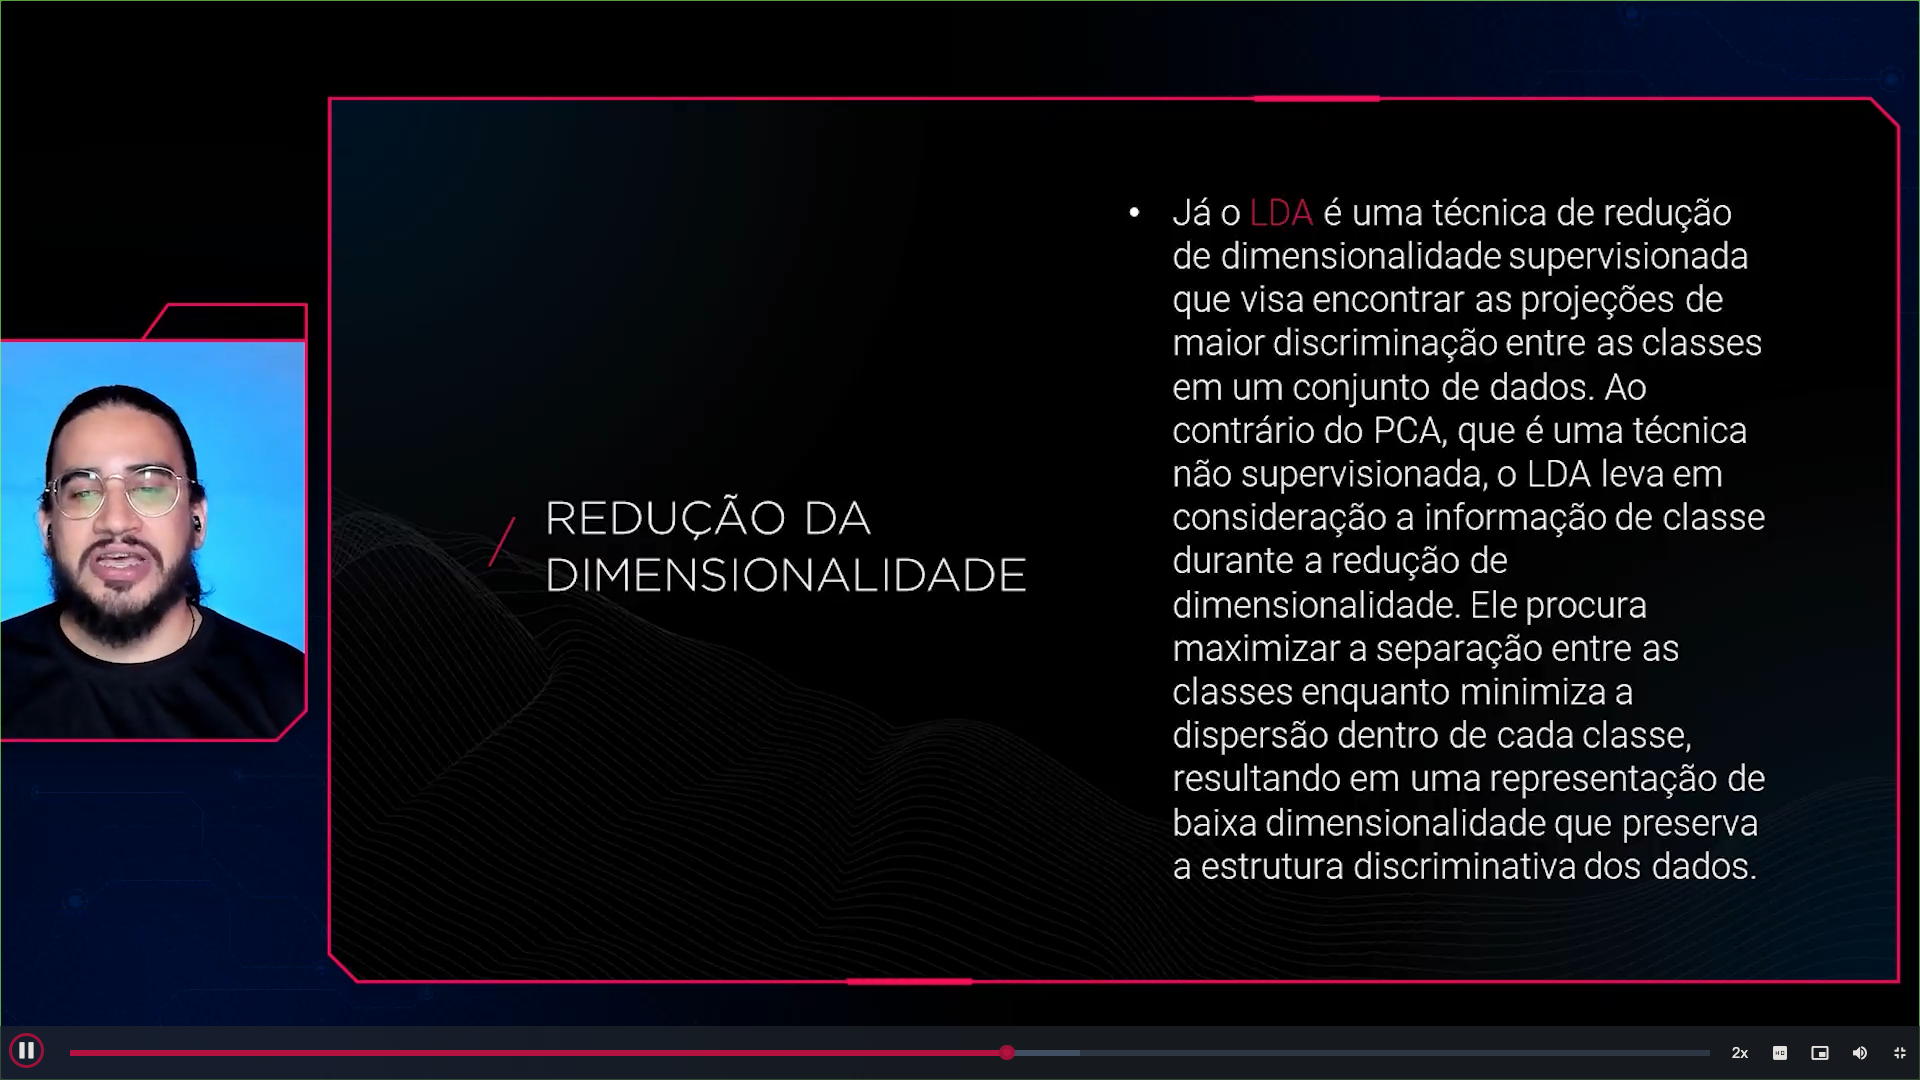 REDUÇÃO DA
DIMENSIONALIDADE
• Já o LDA é uma técnica de redução
de dimensionalidade supervisionada
que visa encontrar as projeções de
maior discriminação entre as classes
em um conjunto de dados. Ao
contrário do PCA, que é uma técnica
não supervisionada, o LDA leva em
consideração a informação de classe
durante a redução de
dimensionalidade. Ele procura
maximizar a separação entre as
classes enquanto minimiza a
dispersão dentro de cada classe,
resultando em uma representação de
baixa dimensionalidade que preserva
a estrutura discriminativa dos dados.
2x
HD